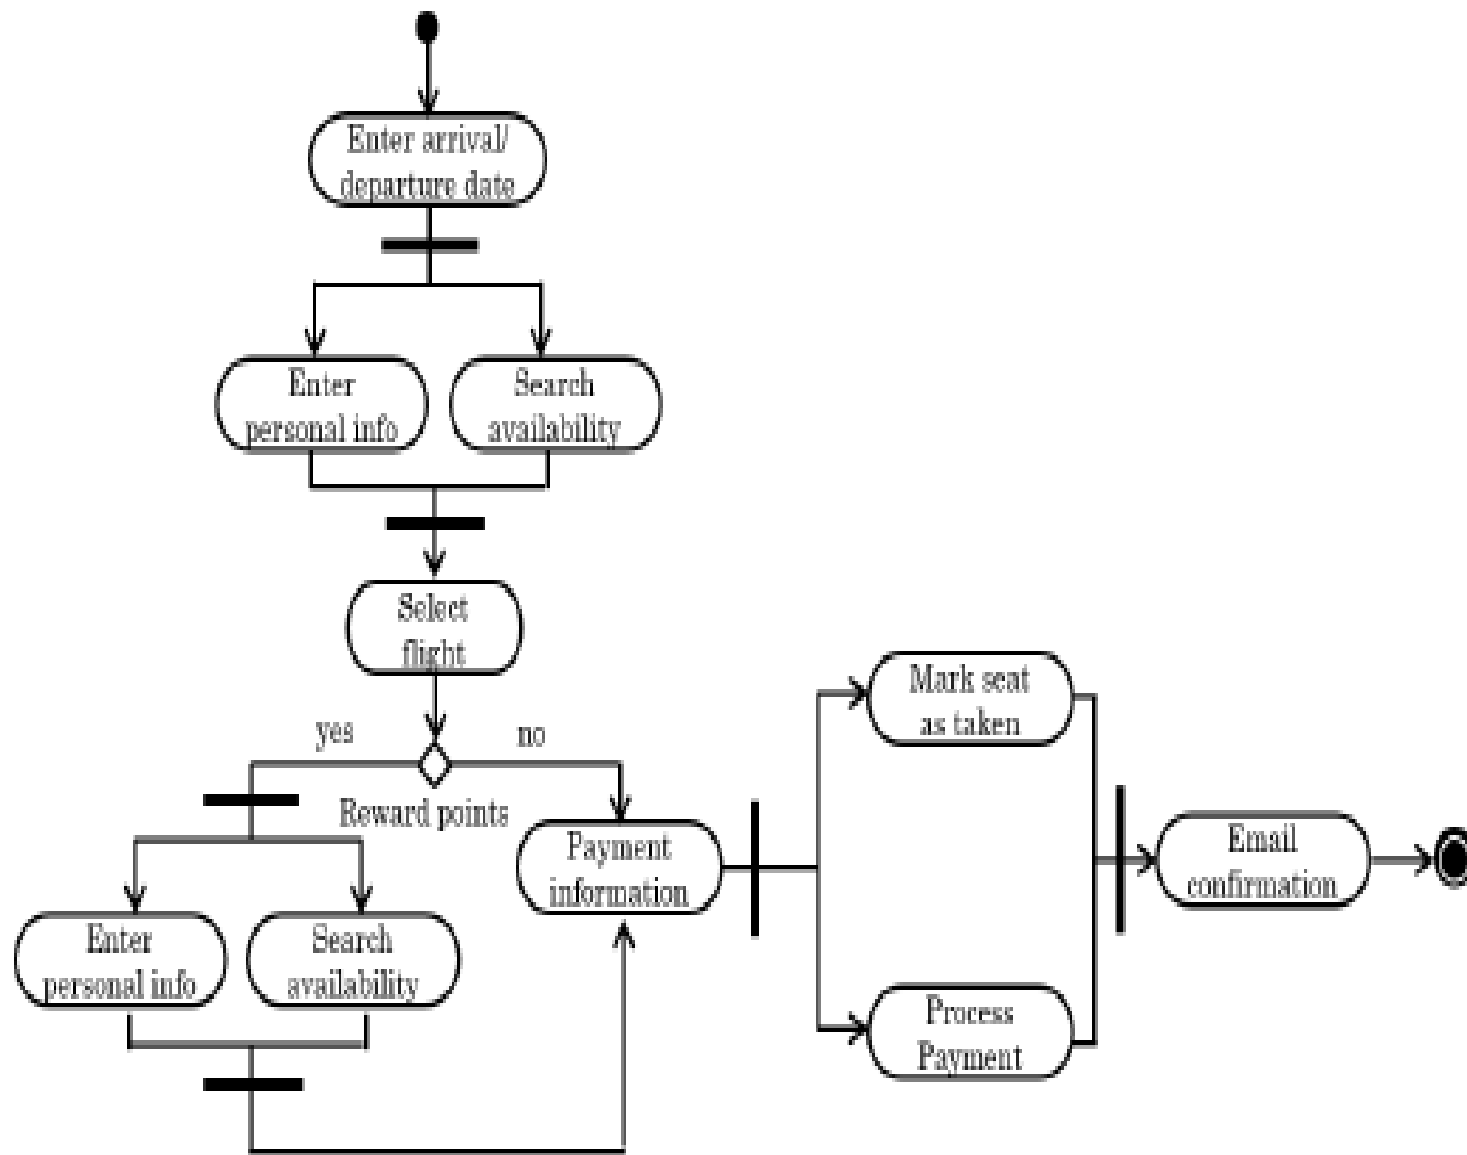 Enter arrival/
departure date
Enter
personal info
Search
availability
Select
flight
yes
no
Reward points
Payment
information
Enter
personal info
Search
availability
Mark seat
as taken
Process
Payment
Email
confirmation